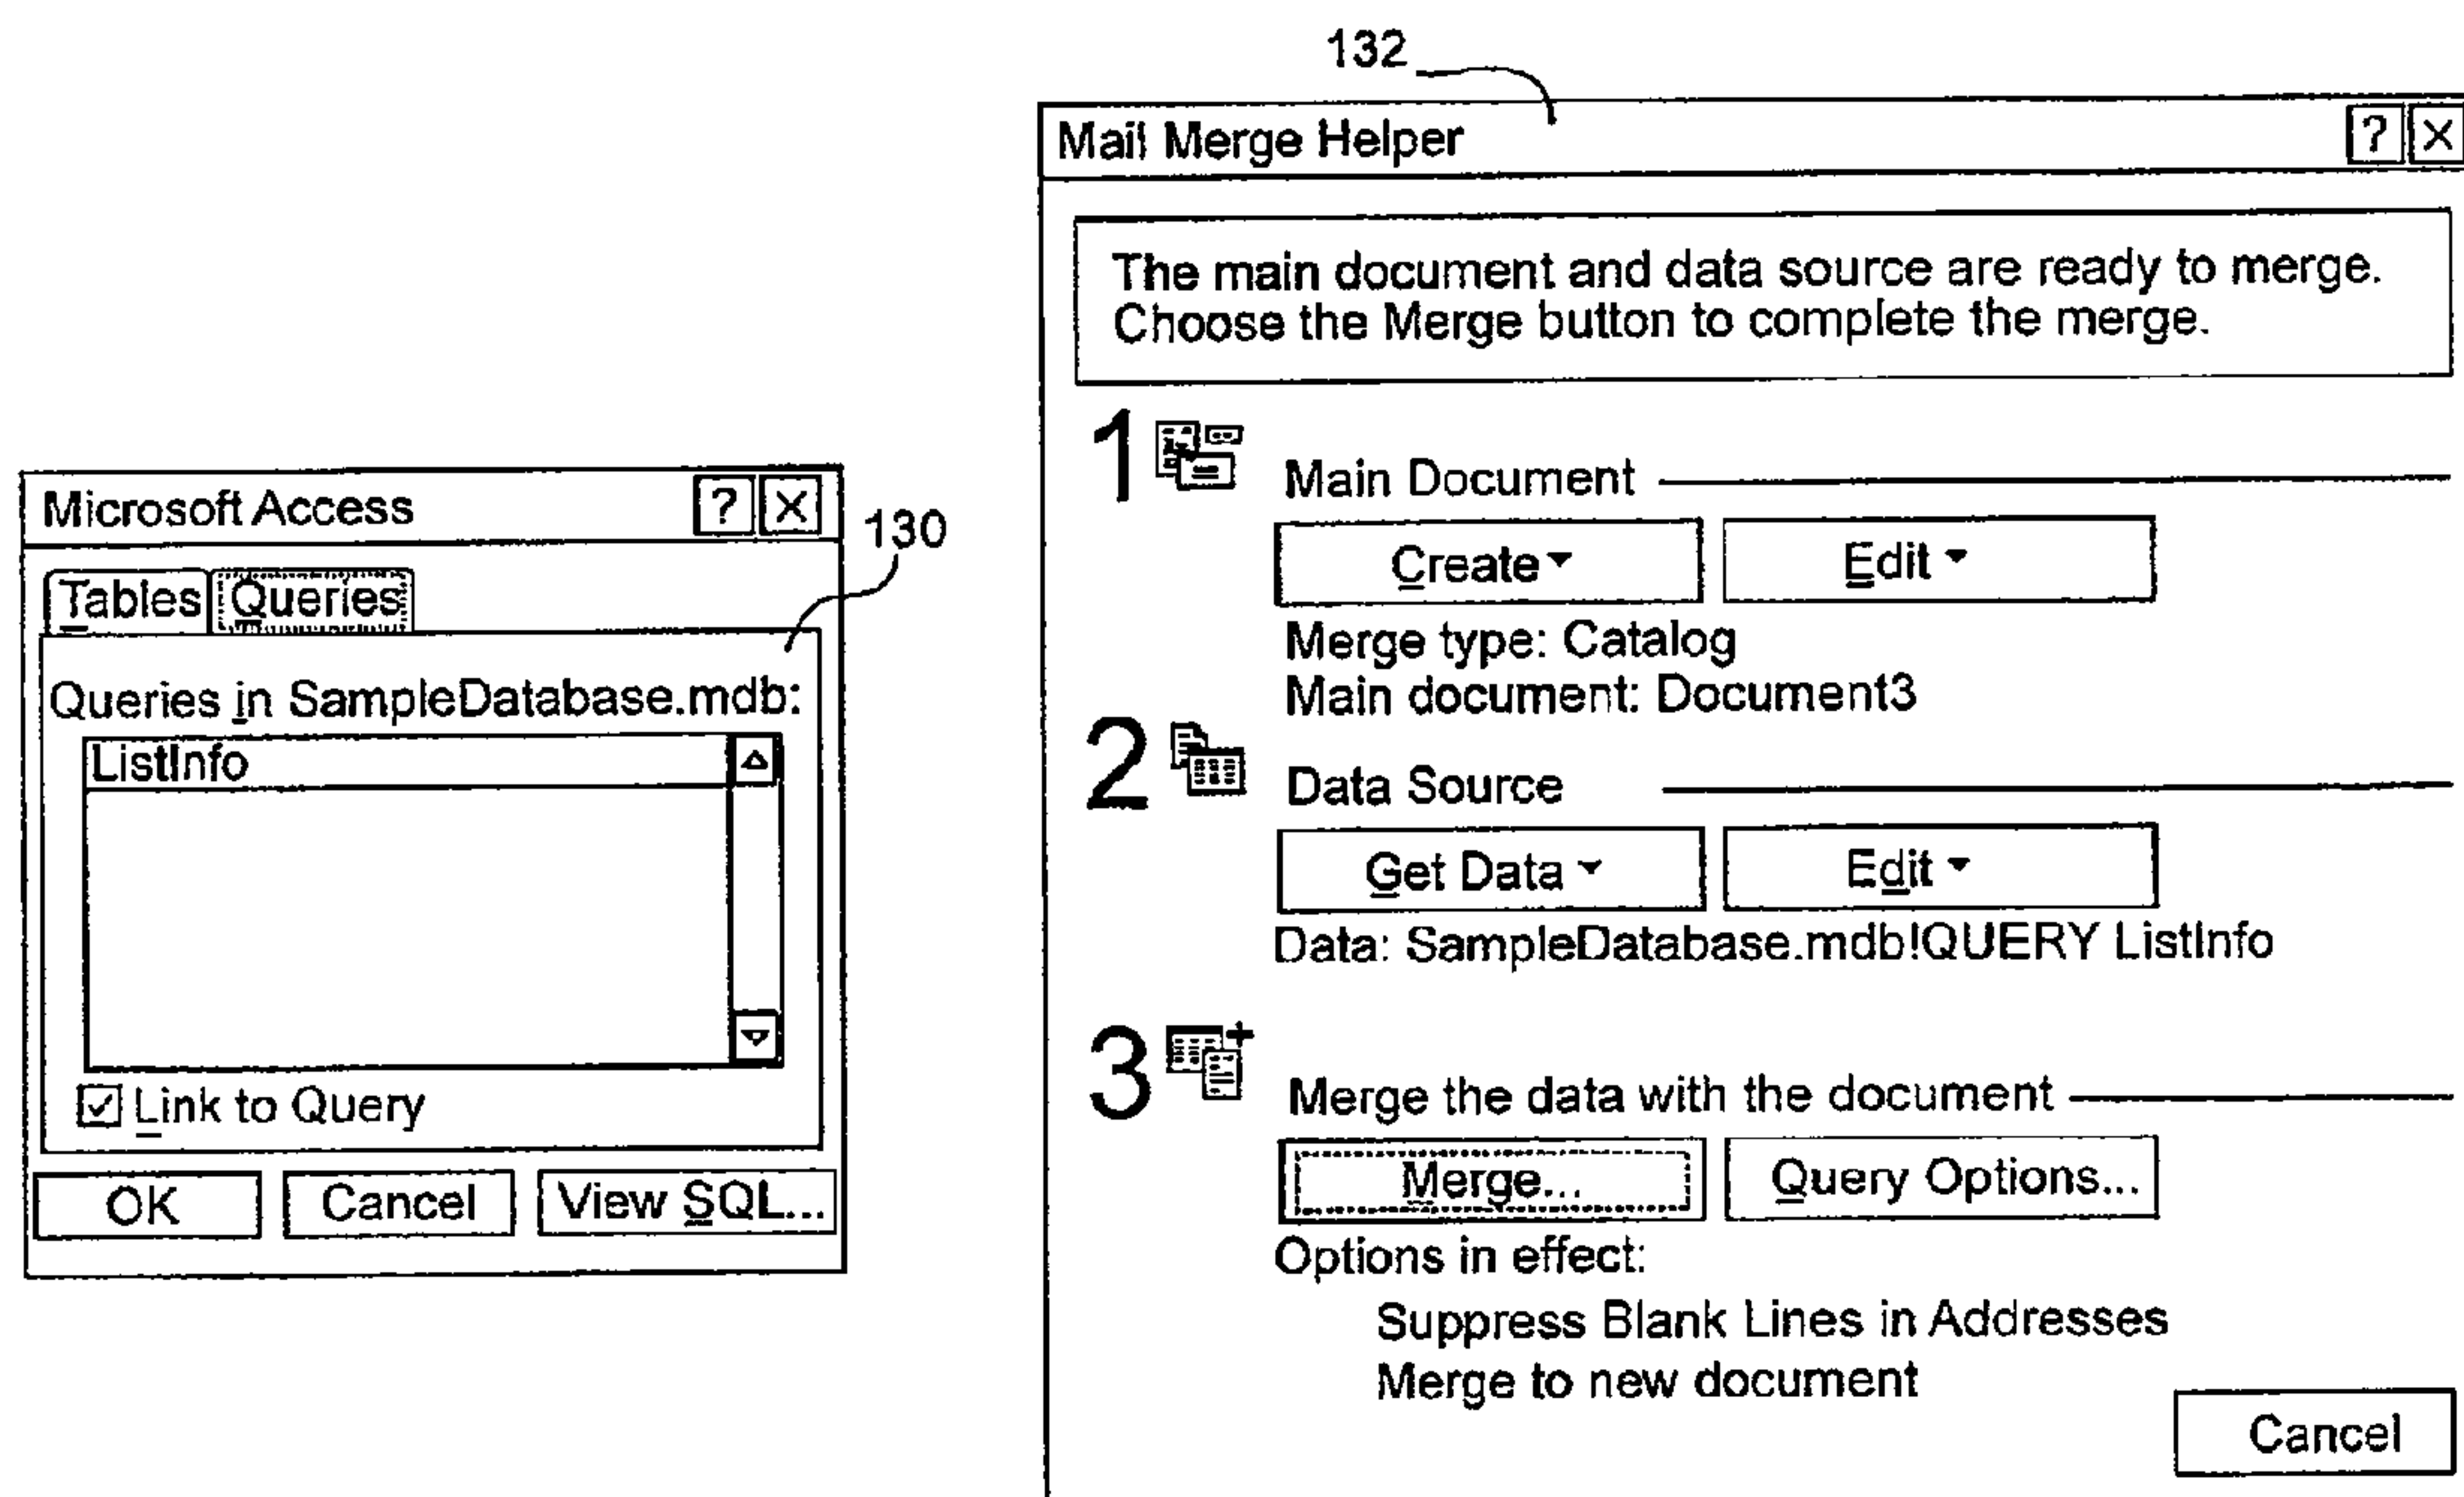 132
Mail Merge Helper ? X
The main document and data source are ready to merge.
Choose the Merge button to complete the merge.
1 Main Document
Create Edit
Merge type: Catalog
Main document: Document3
2 Data Source
Get Data Edit
Data: SampleDatabase.mdb!QUERY ListInfo
3 Merge the data with the document
Merge... Query Options...
Options in effect:
Suppress Blank Lines in Addresses
Merge to new document
Cancel
Microsoft Access ? X
130
Tables Queries
Queries in SampleDatabase.mdb:
ListInfo
Link to Query
OK Cancel View SQL...